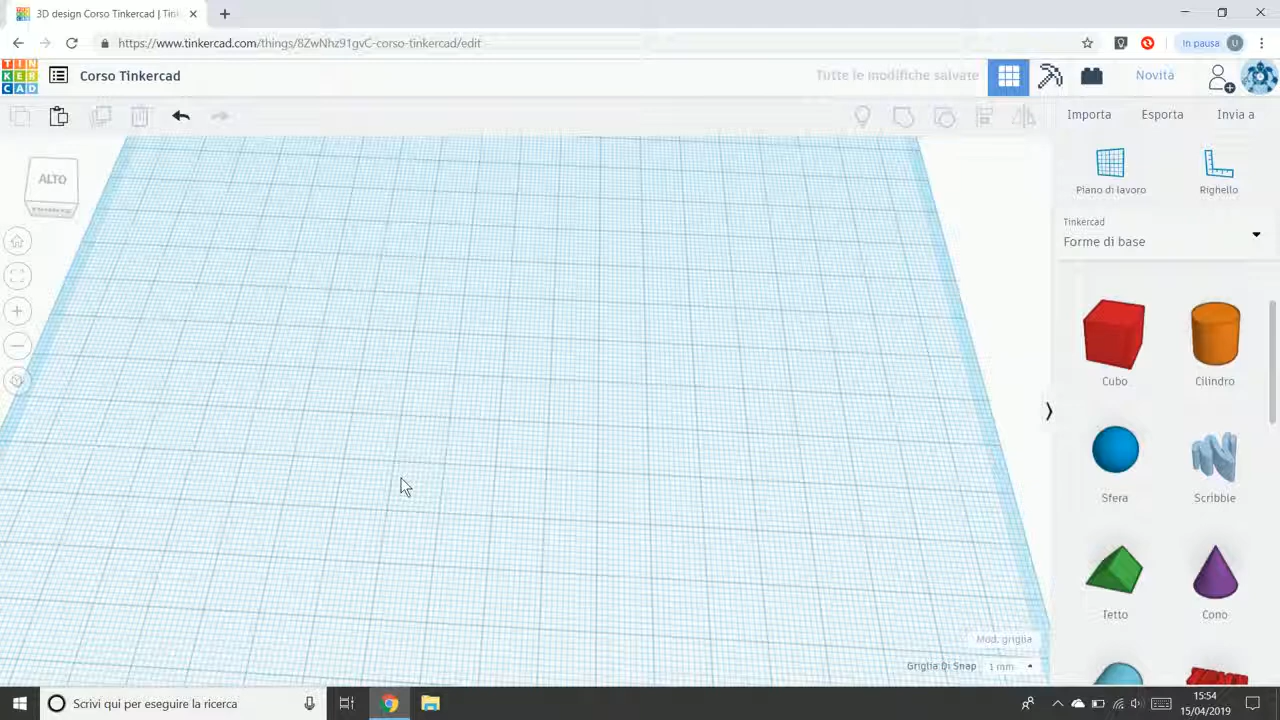 3D design Corso Tinkercad | Tin
https://www.tinkercad.com/things/8ZwNhz91gvC-corso-tinkercad/edit
In pausa
U
TIN
KER
CAD
Corso Tinkercad
Tutte le modifiche salvate
Novità
Importa
Esporta
Invia a
ALTO
Piano di lavoro
Righello
Tinkercad
Forme di base
Cubo
Cilindro
Sfera
Scribble
Tetto
Cono
Mod. griglia
Griglia Di Snap
1 mm
Scrivi qui per eseguire la ricerca
15:54
15/04/2019